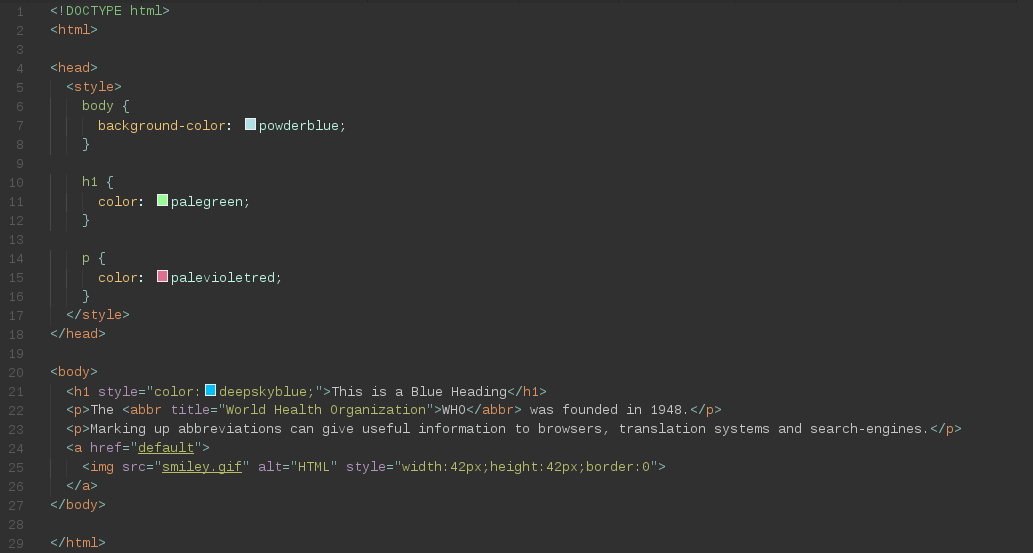 1 <!DOCTYPE html>
2 <html>
3
4 <head>
5   <style>
6     body {
7       background-color: powderblue;
8     }
9
10     h1 {
11       color: palegreen;
12     }
13
14     p {
15       color: palevioletred;
16     }
17   </style>
18 </head>
19
20 <body>
21   <h1 style="color:deepskyblue;">This is a Blue Heading</h1>
22   <p>The <abbr title="World Health Organization">WHO</abbr> was founded in 1948.</p>
23   <p>Marking up abbreviations can give useful information to browsers, translation systems and search-engines.</p>
24   <a href="default">
25     <img src="smiley.gif" alt="HTML" style="width:42px;height:42px;border:0">
26   </a>
27 </body>
28
29 </html>